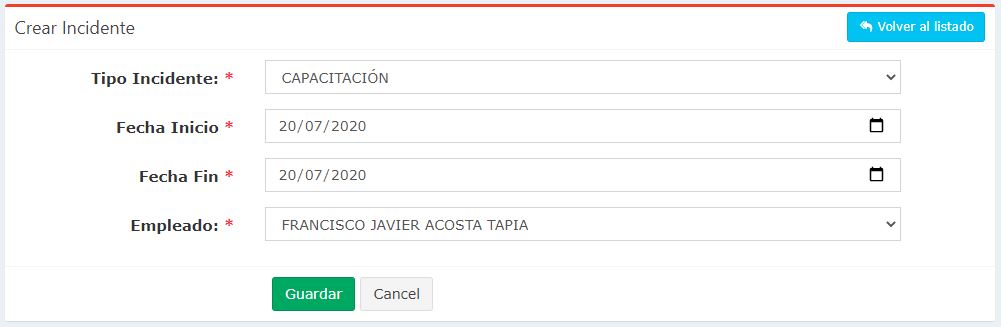 Crear Incidente
Volver al listado
Tipo Incidente: *
CAPACITACIÓN
Fecha Inicio *
20/07/2020
Fecha Fin *
20/07/2020
Empleado: *
FRANCISCO JAVIER ACOSTA TAPIA
Guardar
Cancel